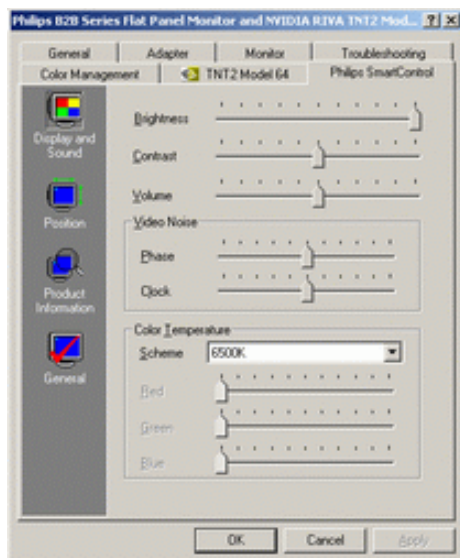 Philips B2B Series Flat Panel Monitor and NVIDIA RIVA TNT2 Mod...
General
Adapter
Monitor
Troubleshooting
Color Management
TNT2 Model 64
Philips SmartControl
Display and
Sound
Position
Product
Information
General
Brightness
Contrast
Volume
Video Noise
Phase
Clock
Color Temperature
Scheme
6500K
Red
Green
Blue
OK
Cancel
Apply